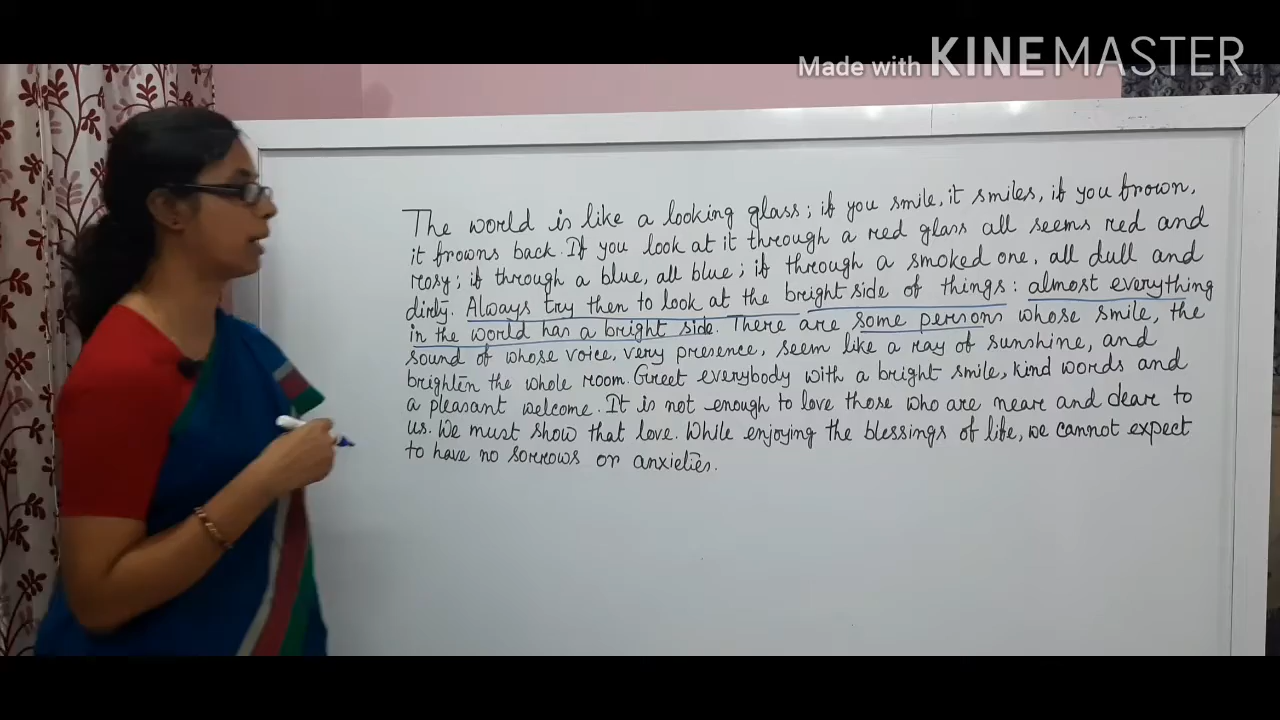 Made with KINEMASTER
The world is like a looking glass; if you smile, it smiles, if you frown,
it frowns back. If you look at it through a red glass all seems red and
rosy; if through a blue, all blue; if through a smoked one, all dull and
dirty. Always try then to look at the bright side of things: almost everything
in the world has a bright side. There are some persons whose smile, the
sound of whose voice, very presence, seem like a ray of sunshine, and
brighten the whole room. Greet everybody with a bright smile, kind words and
a pleasant welcome. It is not enough to love those who are near and dear to
us. We must show that love. While enjoying the blessings of life, we cannot expect
to have no sorrows or anxieties.